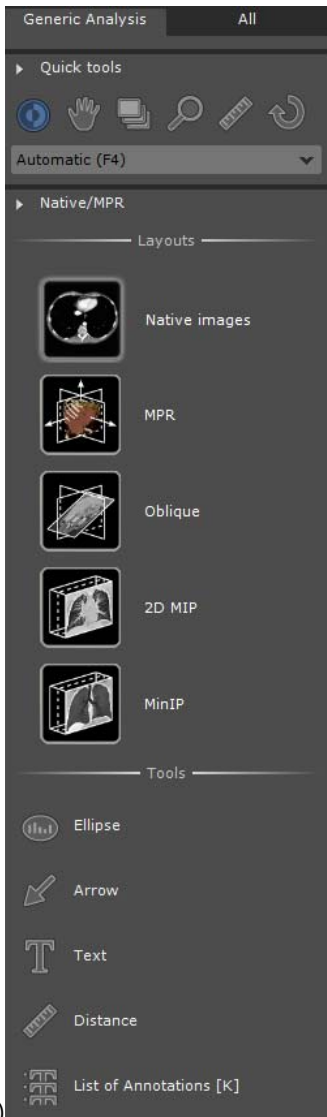 Generic Analysis All
Quick tools
Automatic (F4)
Native/MPR
Layouts
Native images
MPR
Oblique
2D MIP
MinIP
Tools
Ellipse
Arrow
Text
Distance
List of Annotations [K]
)